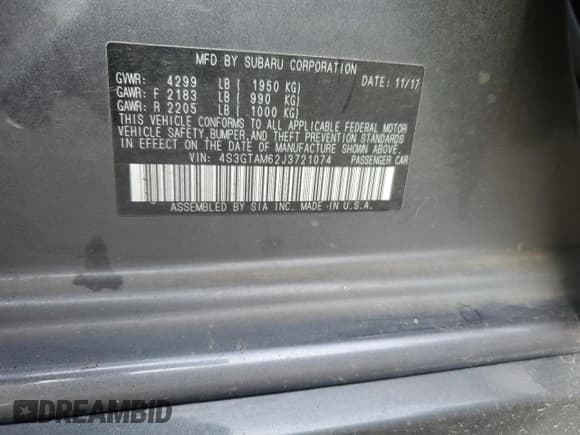 MFD BY SUBARU CORPORATION
GVWR: 4299 LB ( 1950 KG) DATE: 11/17
GAWR: F 2183 LB ( 990 KG)
GAWR: R 2205 LB ( 1000 KG)
THIS VEHICLE CONFORMS TO ALL APPLICABLE FEDERAL MOTOR
VEHICLE SAFETY, BUMPER, AND THEFT PREVENTION STANDARDS
IN EFFECT ON THE DATE OF MANUFACTURE SHOWN ABOVE.
VIN: 4S3GTAM62J3721074 PASSENGER CAR
ASSEMBLED BY SIA INC. MADE IN U.S.A.
DREAMBID